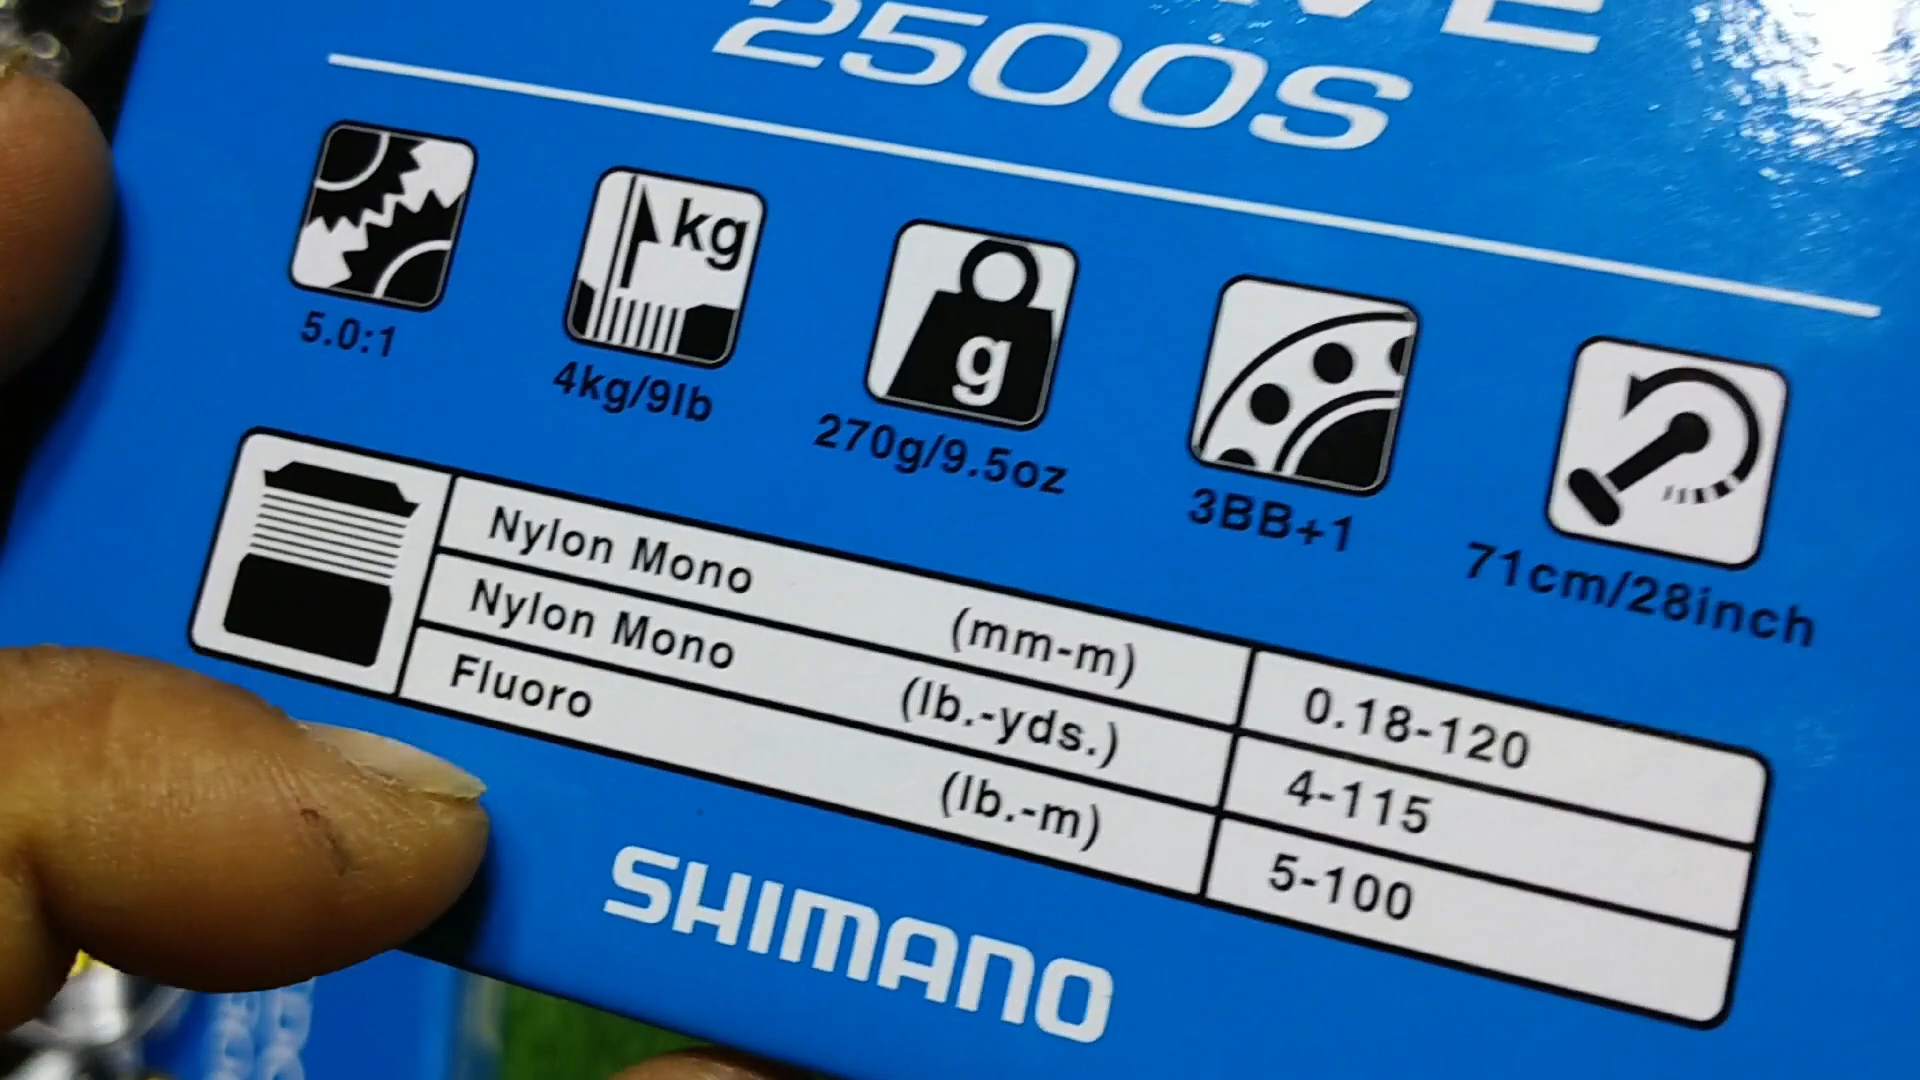 2500S
kg
g
5.0:1
4kg/9lb
270g/9.5oz
3BB+1
71cm/28inch
Nylon Mono (mm-m) 0.18-120
Nylon Mono (lb.-yds.) 4-115
Fluoro (lb.-m) 5-100
SHIMANO